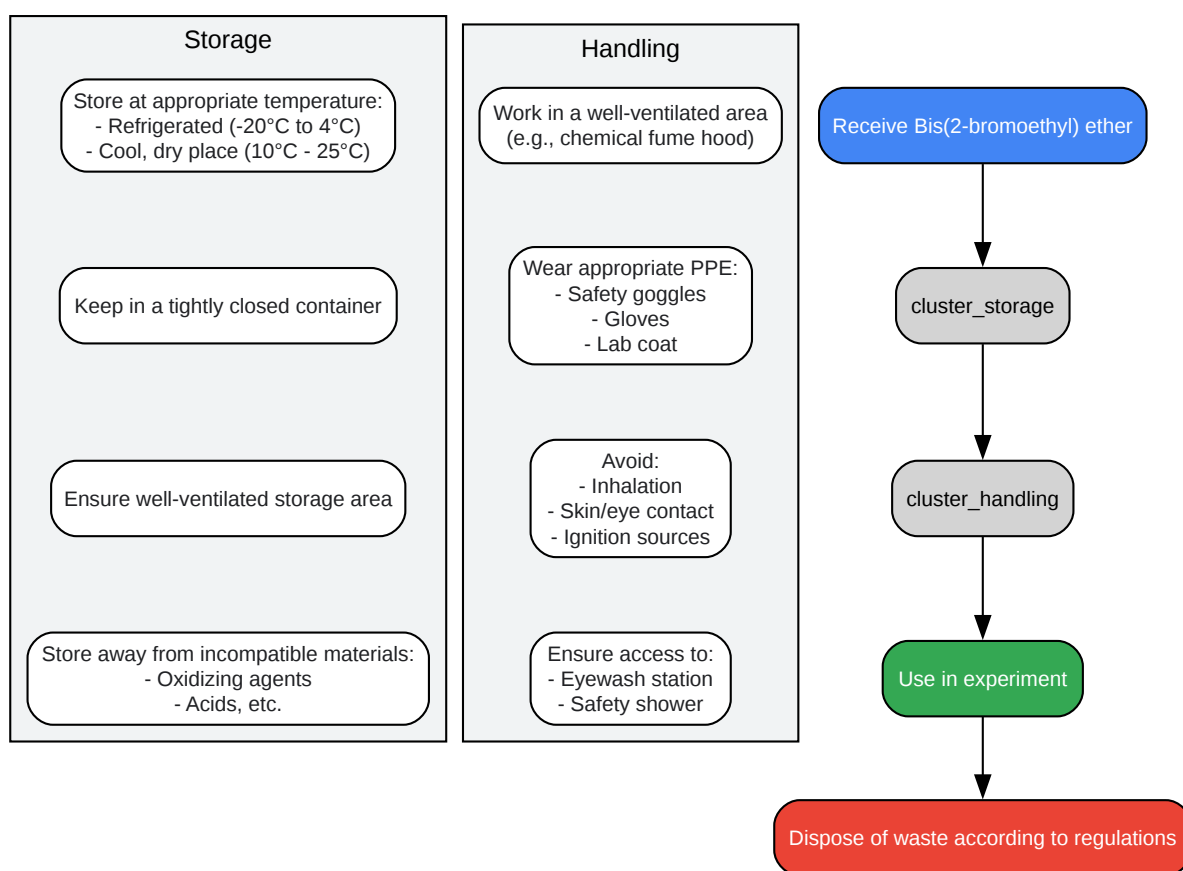 Storage
Store at appropriate temperature:
- Refrigerated (-20°C to 4°C)
- Cool, dry place (10°C - 25°C)
Keep in a tightly closed container
Ensure well-ventilated storage area
Store away from incompatible materials:
- Oxidizing agents
- Acids, etc.
Handling
Work in a well-ventilated area
(e.g., chemical fume hood)
Wear appropriate PPE:
- Safety goggles
- Gloves
- Lab coat
Avoid:
- Inhalation
- Skin/eye contact
- Ignition sources
Ensure access to:
- Eyewash station
- Safety shower
Receive Bis(2-bromoethyl) ether
cluster_storage
cluster_handling
Use in experiment
Dispose of waste according to regulations